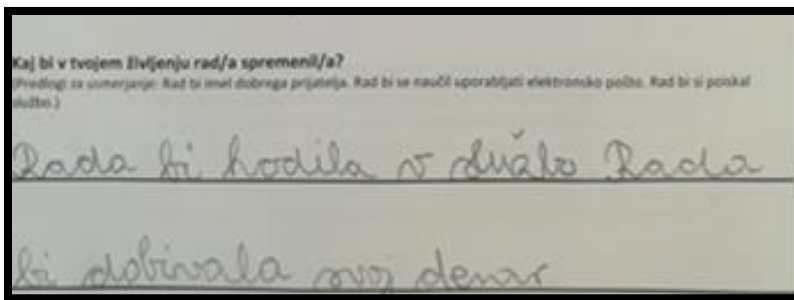 Kaj bi v tvojem življenju rad/a spremenil/a?
(Predlogi za usmerjanje: Rad bi imel dobrega prijatelja. Rad bi se naučil uporabljati elektronsko pošto. Rad bi si poiskal
službo.)
Rada bi hodila v službo Rada
bi dobivala svoj denar